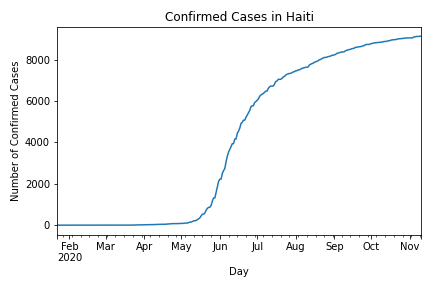 Confirmed Cases in Haiti
Number of Confirmed Cases
8000
6000
4000
2000
0
Feb Mar Apr May Jun Jul Aug Sep Oct Nov
2020
Day